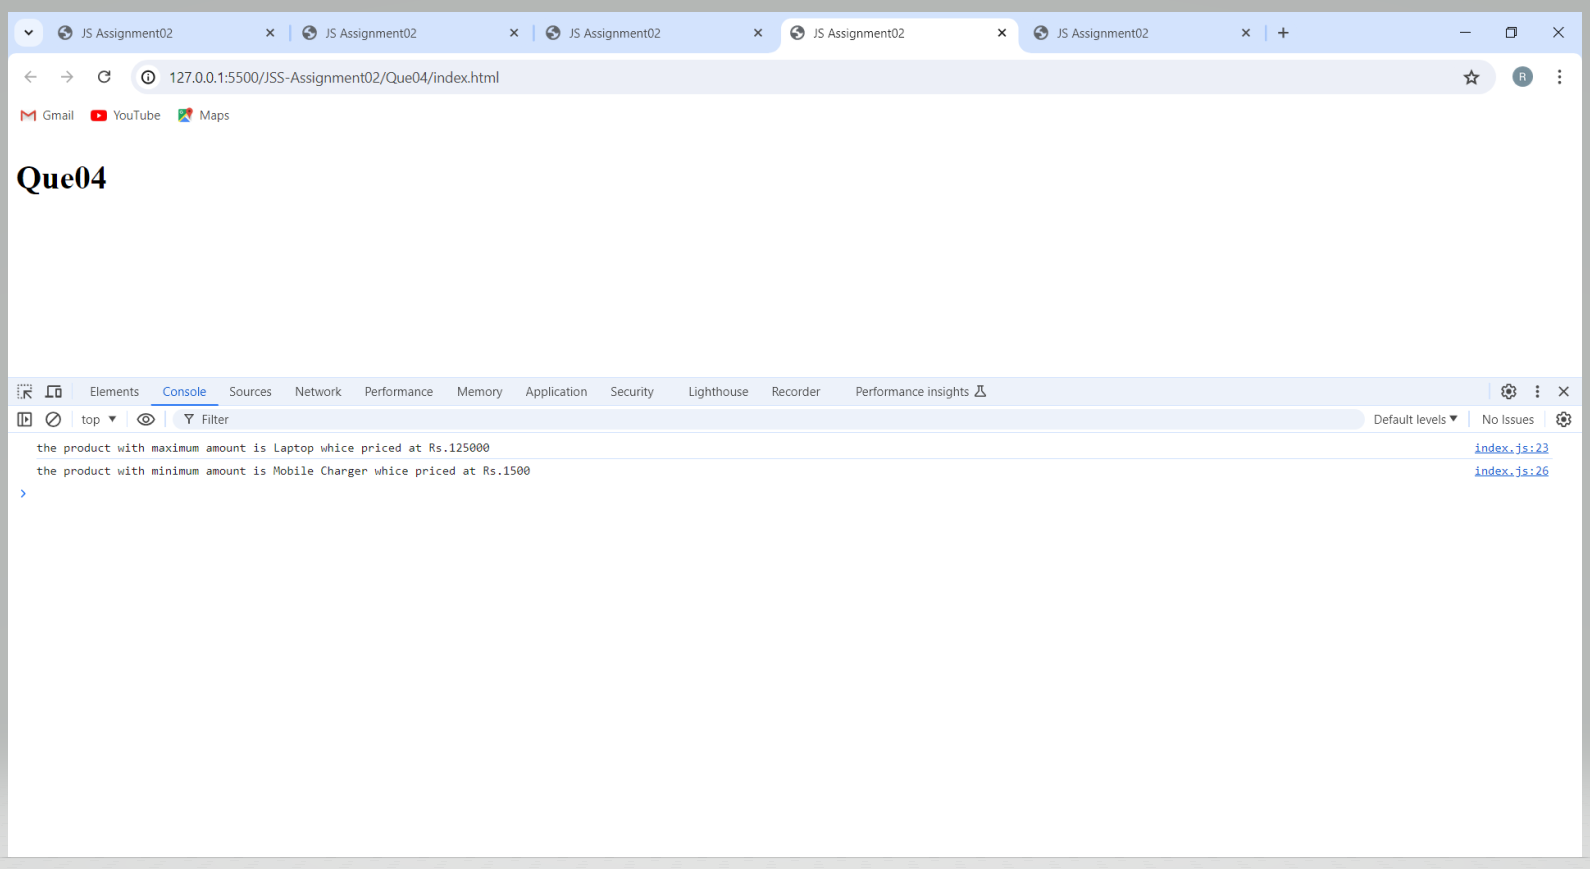 JS Assignment02 JS Assignment02 JS Assignment02 JS Assignment02 JS Assignment02
127.0.0.1:5500/JSS-Assignment02/Que04/index.html R
Gmail YouTube Maps
Que04
Elements Console Sources Network Performance Memory Application Security Lighthouse Recorder Performance insights
top Filter Default levels No Issues
the product with maximum amount is Laptop whice priced at Rs.125000 index.js:23
the product with minimum amount is Mobile Charger whice priced at Rs.1500 index.js:26